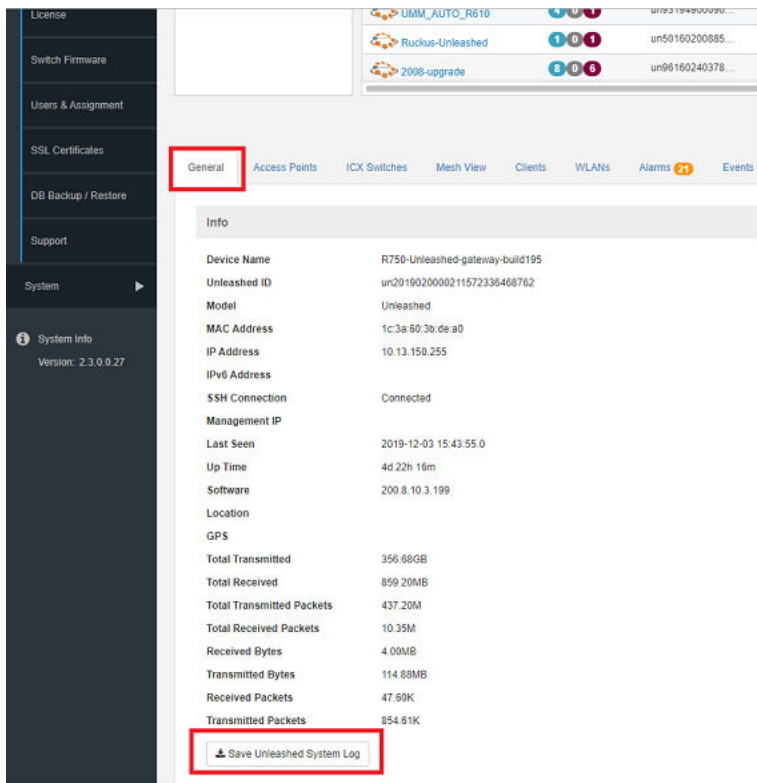 License
UMM_AUTO_R610 4 0 1
Ruckus-Unleashed 1 0 1 un50160200885...
Switch Firmware
2008-upgrade 8 0 6 un96160240378...
Users & Assignment
SSL Certificates
General Access Points ICX Switches Mesh View Clients WLANs Alarms 21 Events
DB Backup / Restore
Info
Support
Device Name R750-Unleashed-gateway-build195
Unleashed ID un2019020000211572336468762
System
Model Unleashed
MAC Address 1c:3a:60:3b:de:a0
System Info
IP Address 10.13.150.255
Version: 2.3.0.0.27
IPv6 Address
SSH Connection Connected
Management IP
Last Seen 2019-12-03 15:43:55.0
Up Time 4d 22h 16m
Software 200.8.10.3.199
Location
GPS
Total Transmitted 356.68GB
Total Received 859.20MB
Total Transmitted Packets 437.20M
Total Received Packets 10.35M
Received Bytes 4.00MB
Transmitted Bytes 114.88MB
Received Packets 47.60K
Transmitted Packets 854.61K
Save Unleashed System Log